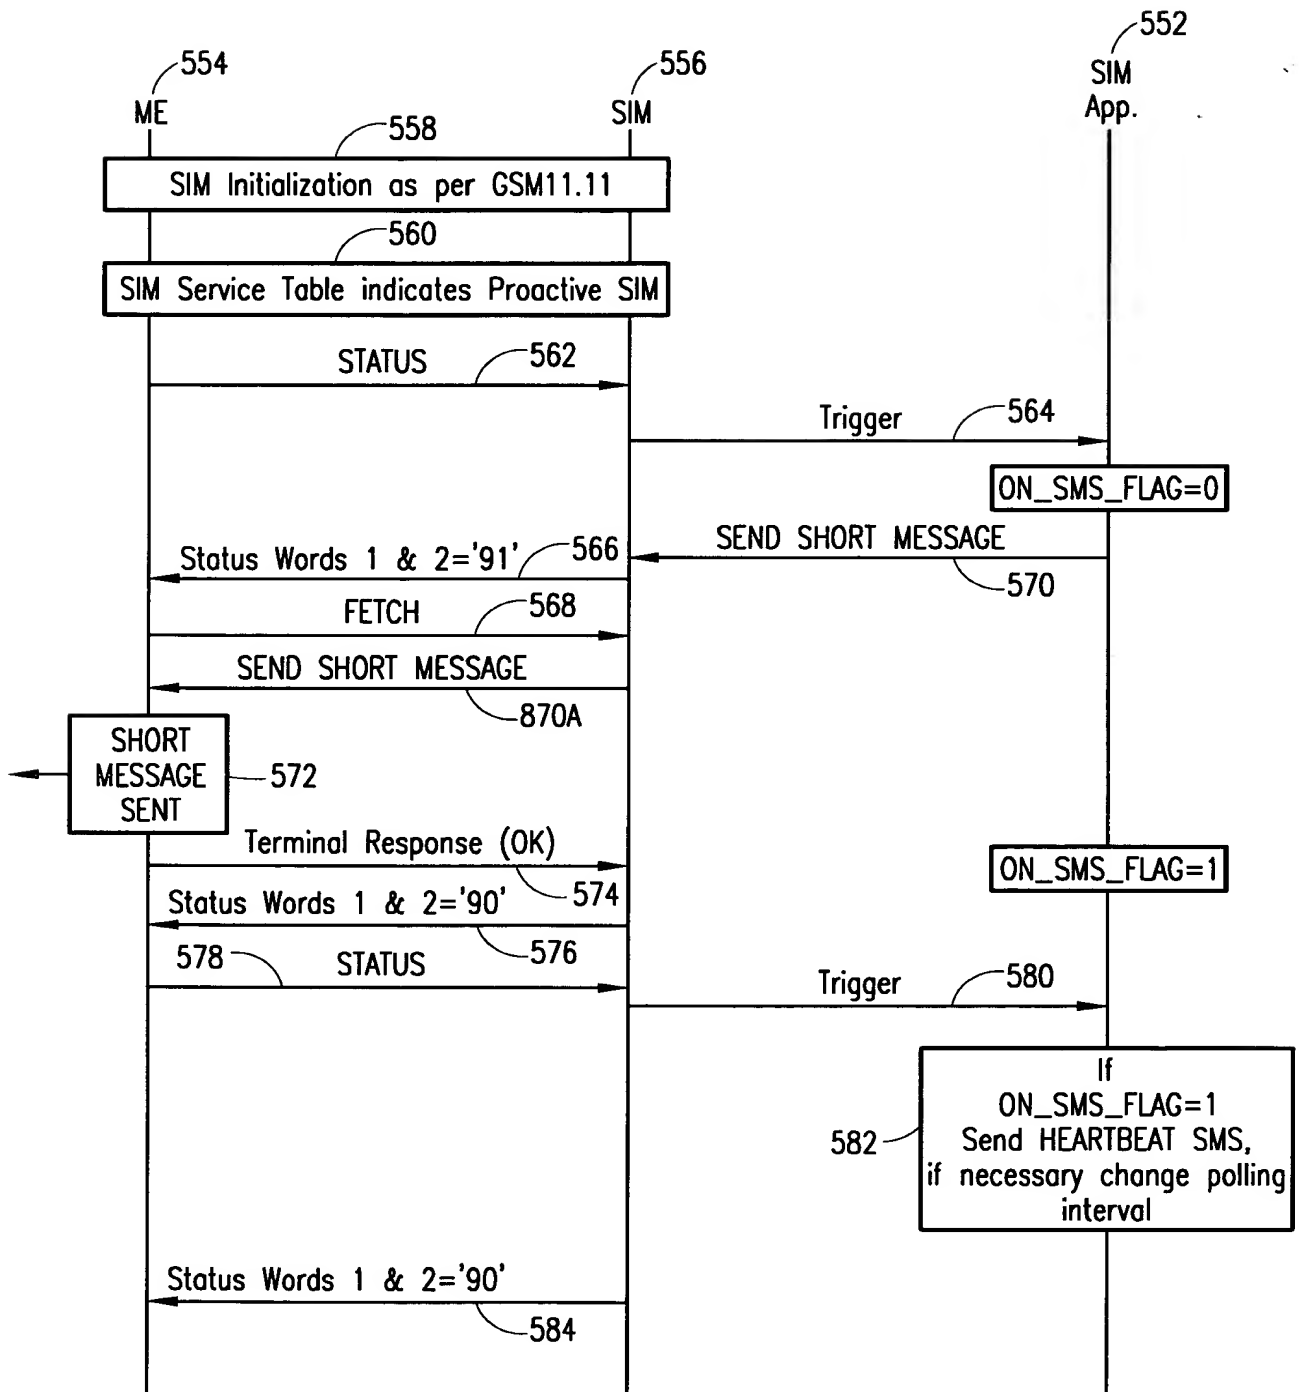 552
554
556
SIM
App.
ME
SIM
558
SIM Initialization as per GSM11.11
560
SIM Service Table indicates Proactive SIM
STATUS
562
Trigger
564
ON_SMS_FLAG=0
SEND SHORT MESSAGE
570
Status Words 1 & 2='91'
566
FETCH
568
SEND SHORT MESSAGE
870A
SHORT
MESSAGE
SENT
572
Terminal Response (OK)
574
ON_SMS_FLAG=1
Status Words 1 & 2='90'
576
578
STATUS
Trigger
580
If
ON_SMS_FLAG=1
Send HEARTBEAT SMS,
if necessary change polling
interval
582
Status Words 1 & 2='90'
584